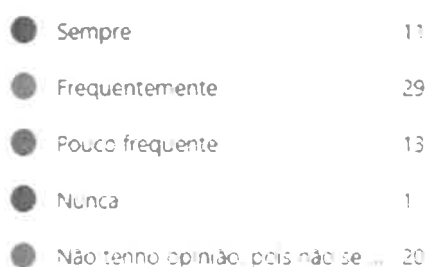 Sempre 11
Frequentemente 29
Pouco frequente 13
Nunca 1
Não tenho opinião, pois não se ... 20